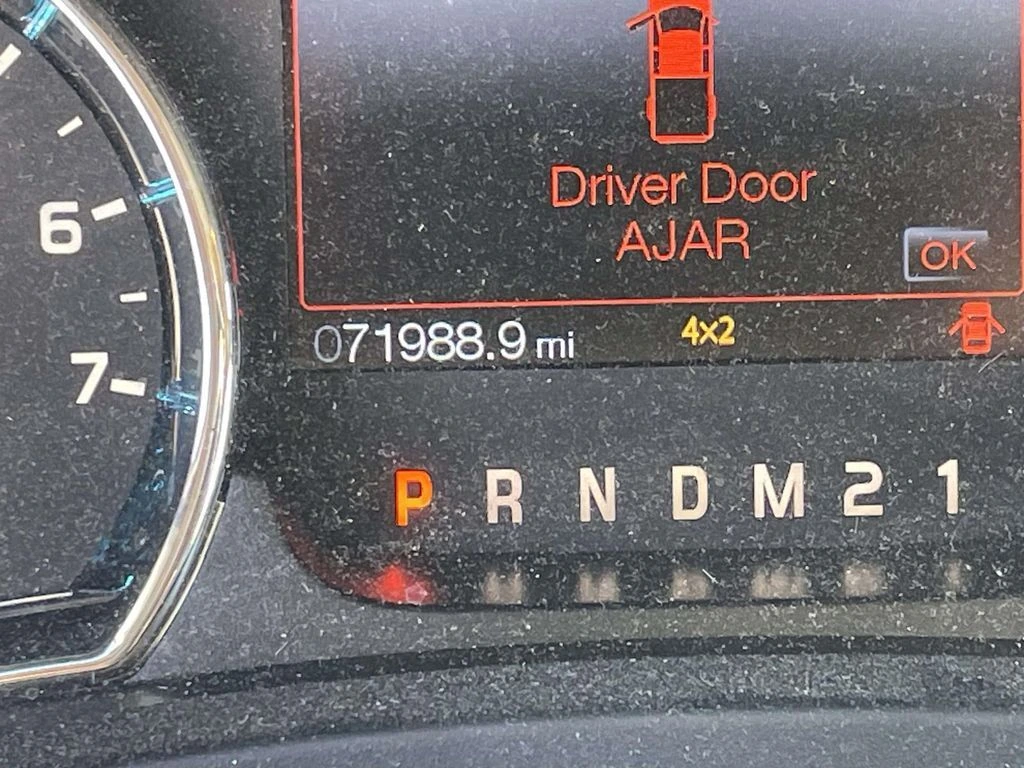 Driver Door
AJAR
OK
6
071988.9 mi
4x2
7
P R N D M 2 1